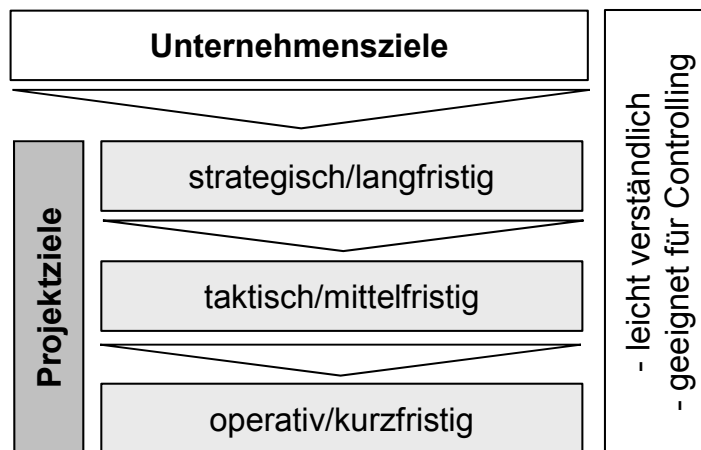 Unternehmensziele
Projektziele
strategisch/langfristig
taktisch/mittelfristig
operativ/kurzfristig
- leicht verständlich
- geeignet für Controlling